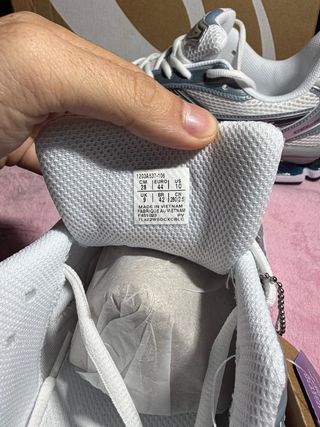 1203A537-106
CM EURO US
28 44 10
UK BR CN
9 42 280(2.5)
MADE IN VIETNAM
FABRIQUE AU VIETNAM